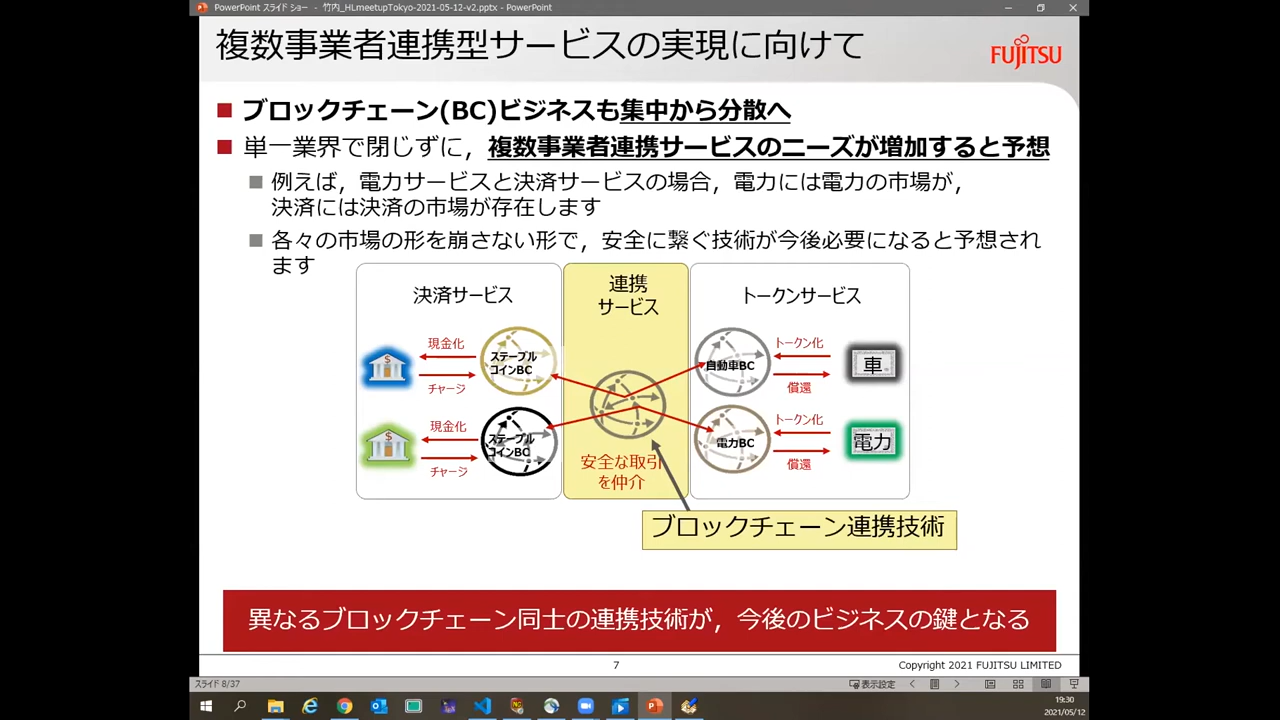 PowerPoint スライド ショー - 竹内_HLmeetupTokyo-2021-05-12-v2.pptx - PowerPoint
複数事業者連携型サービスの実現に向けて
FUJITSU
ブロックチェーン(BC)ビジネスも集中から分散へ
単一業界で閉じずに，複数事業者連携サービスのニーズが増加すると予想
例えば，電力サービスと決済サービスの場合，電力には電力の市場が，
決済には決済の市場が存在します
各々の市場の形を崩さない形で，安全に繋ぐ技術が今後必要になると予想され
ます
決済サービス
連携
サービス
トークンサービス
現金化
チャージ
ステーブル
コインBC
自動車BC
トークン化
償還
車
現金化
チャージ
ステーブル
コインBC
電力BC
トークン化
償還
電力
安全な取引
を仲介
ブロックチェーン連携技術
異なるブロックチェーン同士の連携技術が，今後のビジネスの鍵となる
7
Copyright 2021 FUJITSU LIMITED
スライド 8/37
表示設定
19:30
2021/05/12